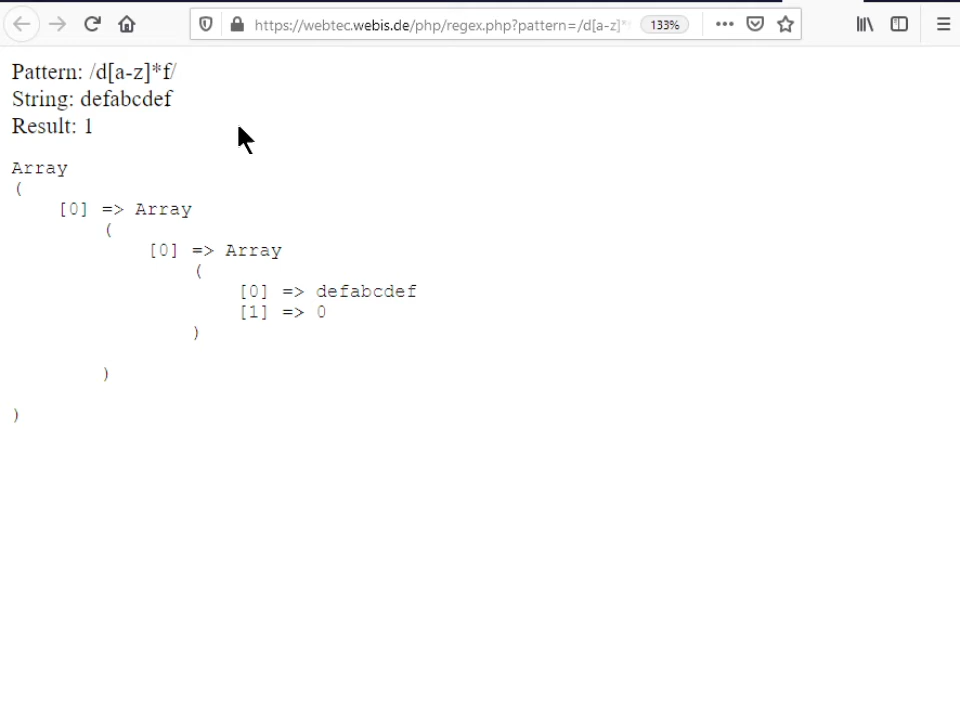 https://webtec.webis.de/php/regex.php?pattern=/d[a-z]*
133%
Pattern: /d[a-z]*f/
String: defabcdef
Result: 1
Array
(
[0] => Array
(
[0] => Array
(
[0] => defabcdef
[1] => 0
)
)
)